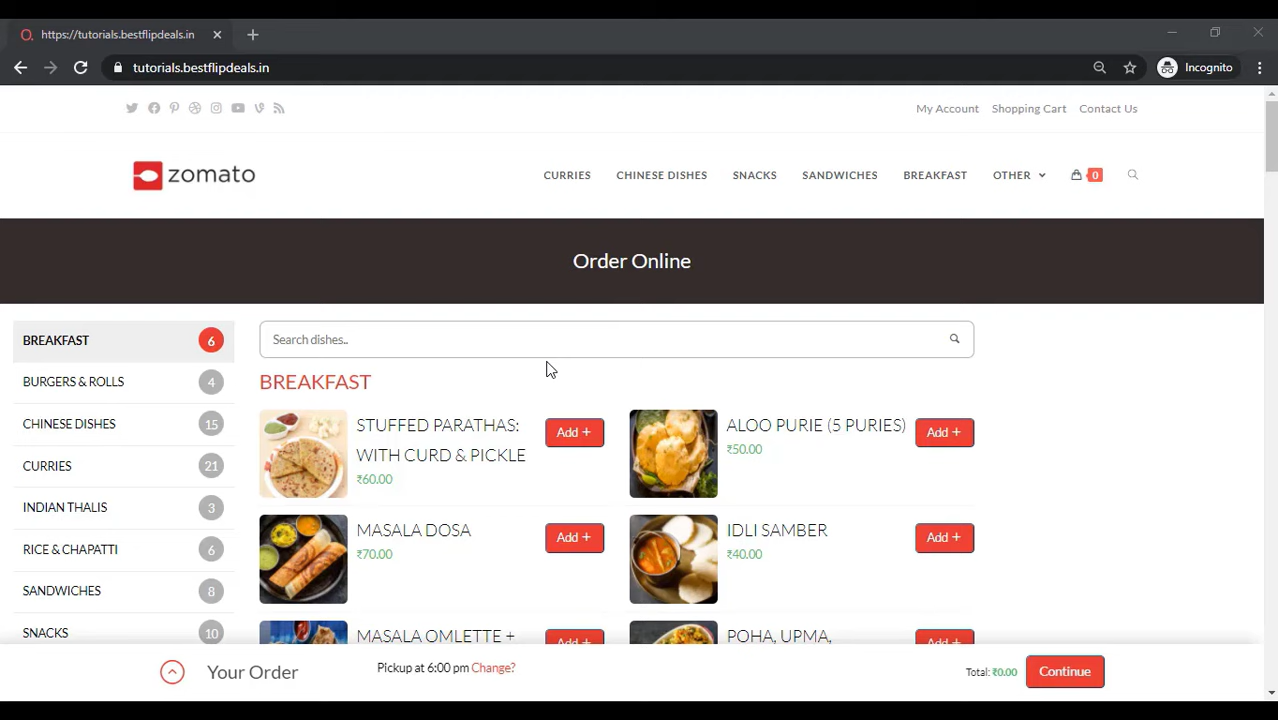 https://tutorials.bestflipdeals.in
tutorials.bestflipdeals.in
Incognito
My Account Shopping Cart Contact Us
zomato
CURRIES CHINESE DISHES SNACKS SANDWICHES BREAKFAST OTHER 0
Order Online
BREAKFAST 6
BURGERS & ROLLS 4
CHINESE DISHES 15
CURRIES 21
INDIAN THALIS 3
RICE & CHAPATTI 6
SANDWICHES 8
SNACKS 10
Search dishes..
BREAKFAST
STUFFED PARATHAS:
WITH CURD & PICKLE
₹60.00
Add +
ALOO PURIE (5 PURIES)
₹50.00
Add +
MASALA DOSA
₹70.00
Add +
IDLI SAMBER
₹40.00
Add +
MASALA OMLETTE +
Add +
POHA, UPMA,
Add +
Your Order
Pickup at 6:00 pm Change?
Total: ₹0.00
Continue